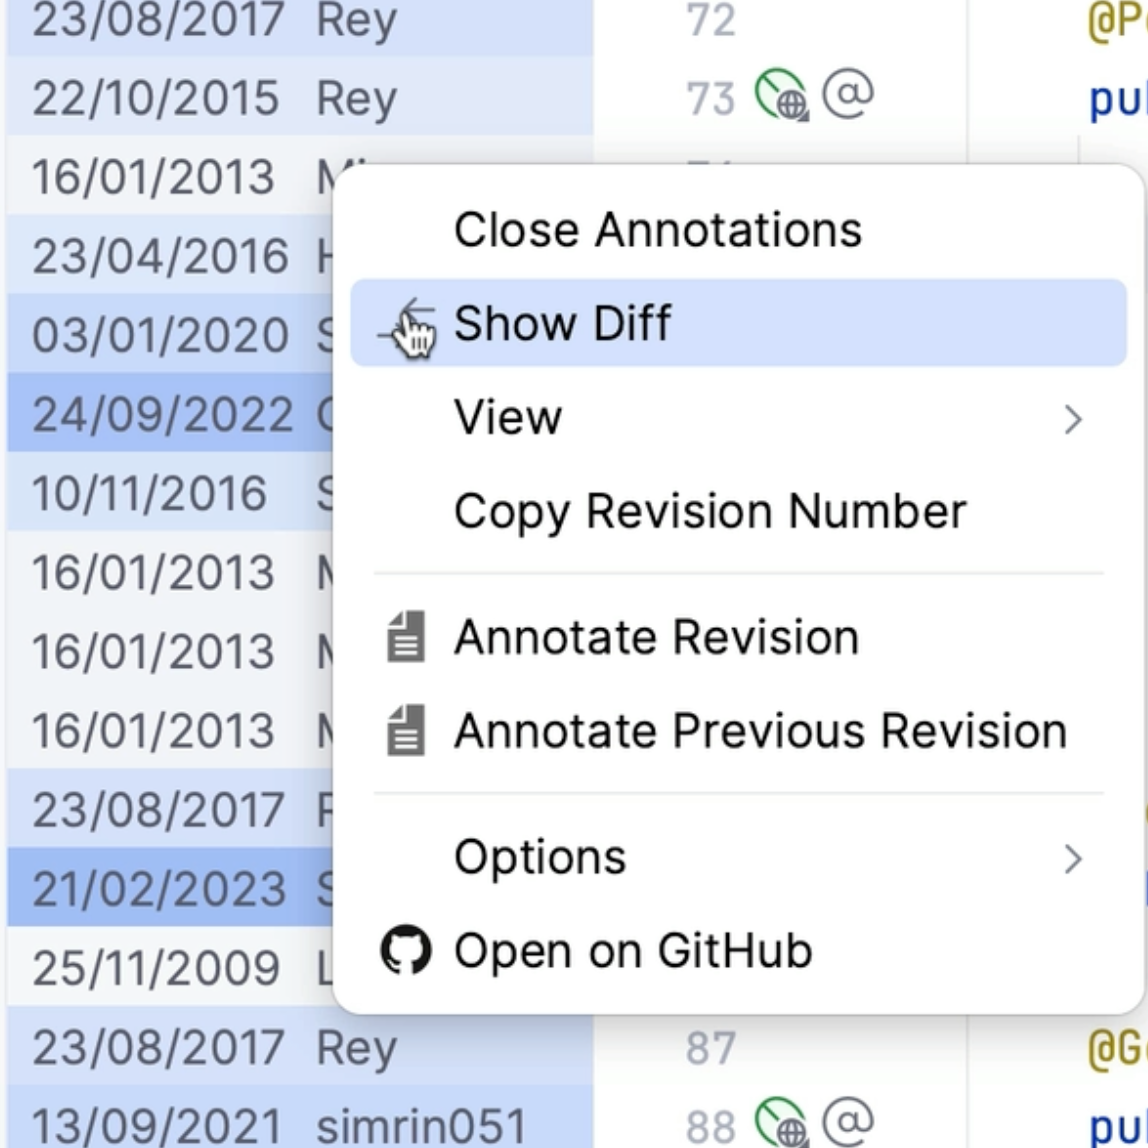 23/08/2017 Rey 72
22/10/2015 Rey 73 @ pu
16/01/2013
Close Annotations
23/04/2016
Show Diff
03/01/2020
View
24/09/2022
Copy Revision Number
10/11/2016
16/01/2013
Annotate Revision
16/01/2013
Annotate Previous Revision
16/01/2013
23/08/2017
Options
21/02/2023
Open on GitHub
25/11/2009
23/08/2017 Rey 87 @G
13/09/2021 simrin051 88 @ pu